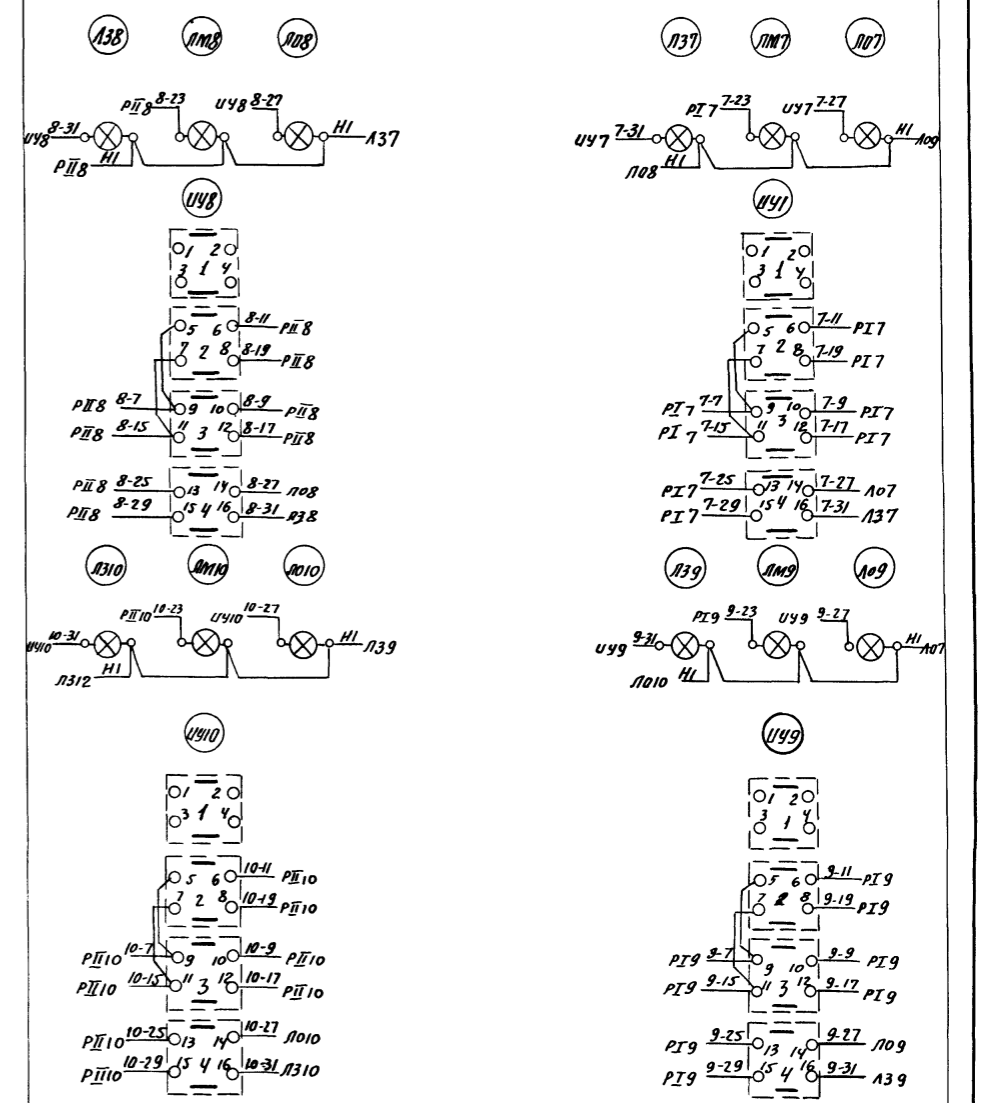 ЛЗ8 ЛМ8 ЛО8 ЛЗ7 ЛМ7 ЛО7
РII8 8-23 ИУ8 8-27 РI7 7-23 ИУ7 7-27
ИУ8 8-31 Н1 ЛЗ7 ИУ7 7-31 Н1 ЛО9
РII8 Н1 ЛО8 Н1
ИУ8 ИУ1
1 2 1 2
3 1 4 3 1 4
5 6 8-11 РII8 5 6 7-11 РI7
7 2 8 8-19 РII8 7 2 8 7-19 РI7
РII8 8-7 9 10 8-9 РII8 РI7 7-7 9 10 7-9 РI7
РII8 8-15 11 3 12 8-17 РII8 РI7 7-15 11 3 12 7-17 РI7
РII8 8-25 13 14 8-27 ЛО8 РI7 7-25 13 14 7-27 ЛО7
РII8 8-29 15 4 16 8-31 ЛЗ8 РI7 7-29 15 4 16 7-31 ЛЗ7
ЛЗ10 ЛМ10 ЛО10 ЛЗ9 ЛМ9 ЛО9
РII10 10-23 ИУ10 10-27 РI9 9-23 ИУ9 9-27
ИУ10 10-31 Н1 ЛЗ9 ИУ9 9-31 Н1 ЛО7
ЛЗ12 Н1 ЛО10 Н1
ИУ10 ИУ9
1 2 1 2
3 1 4 3 1 4
5 6 10-11 РII10 5 6 9-11 РI9
7 2 8 10-19 РII10 7 2 8 9-19 РI9
РII10 10-7 9 10 10-9 РII10 РI9 9-7 9 10 9-9 РI9
РII10 10-15 11 3 12 10-17 РII10 РI9 9-15 11 3 12 9-17 РI9
РII10 10-25 13 14 10-27 ЛО10 РI9 9-25 13 14 9-27 ЛО9
РII10 10-29 15 4 16 10-31 ЛЗ10 РI9 9-29 15 4 16 9-31 ЛЗ9